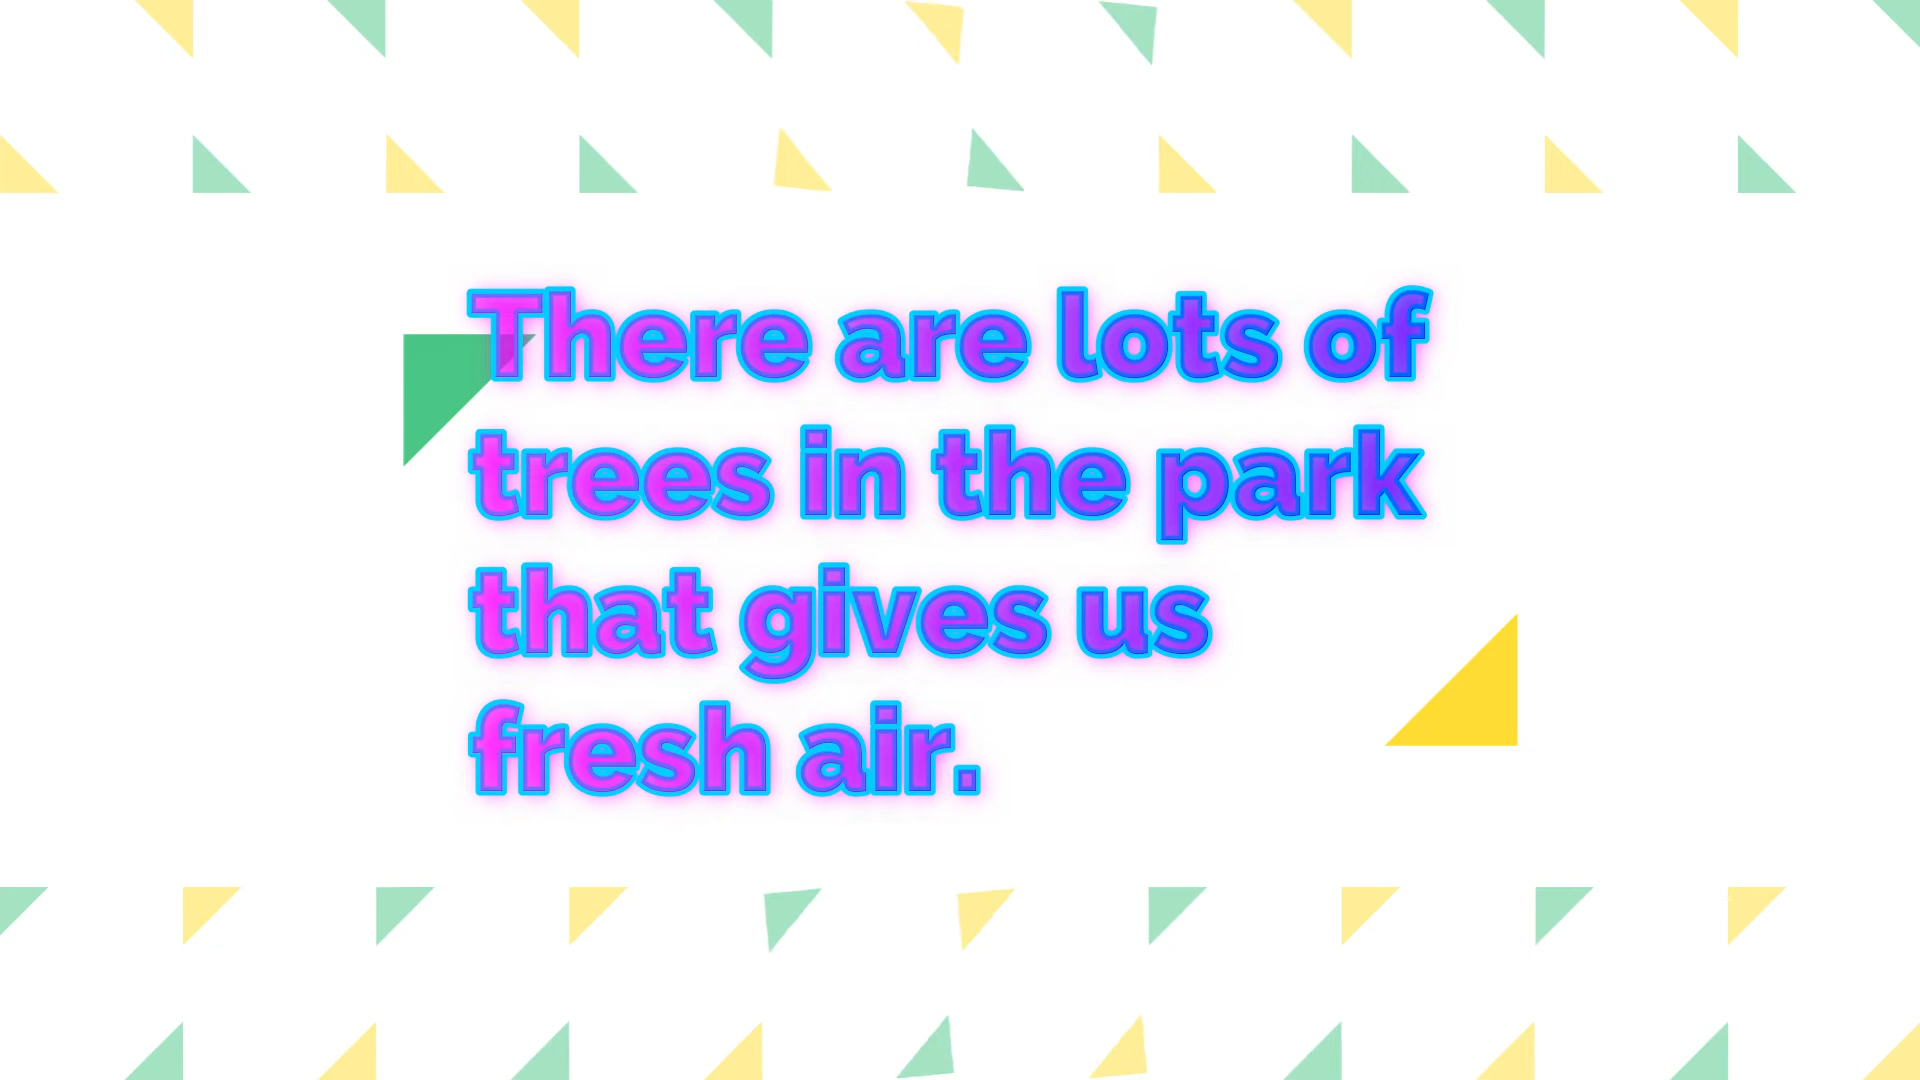 There are lots of
trees in the park
that gives us
fresh air.